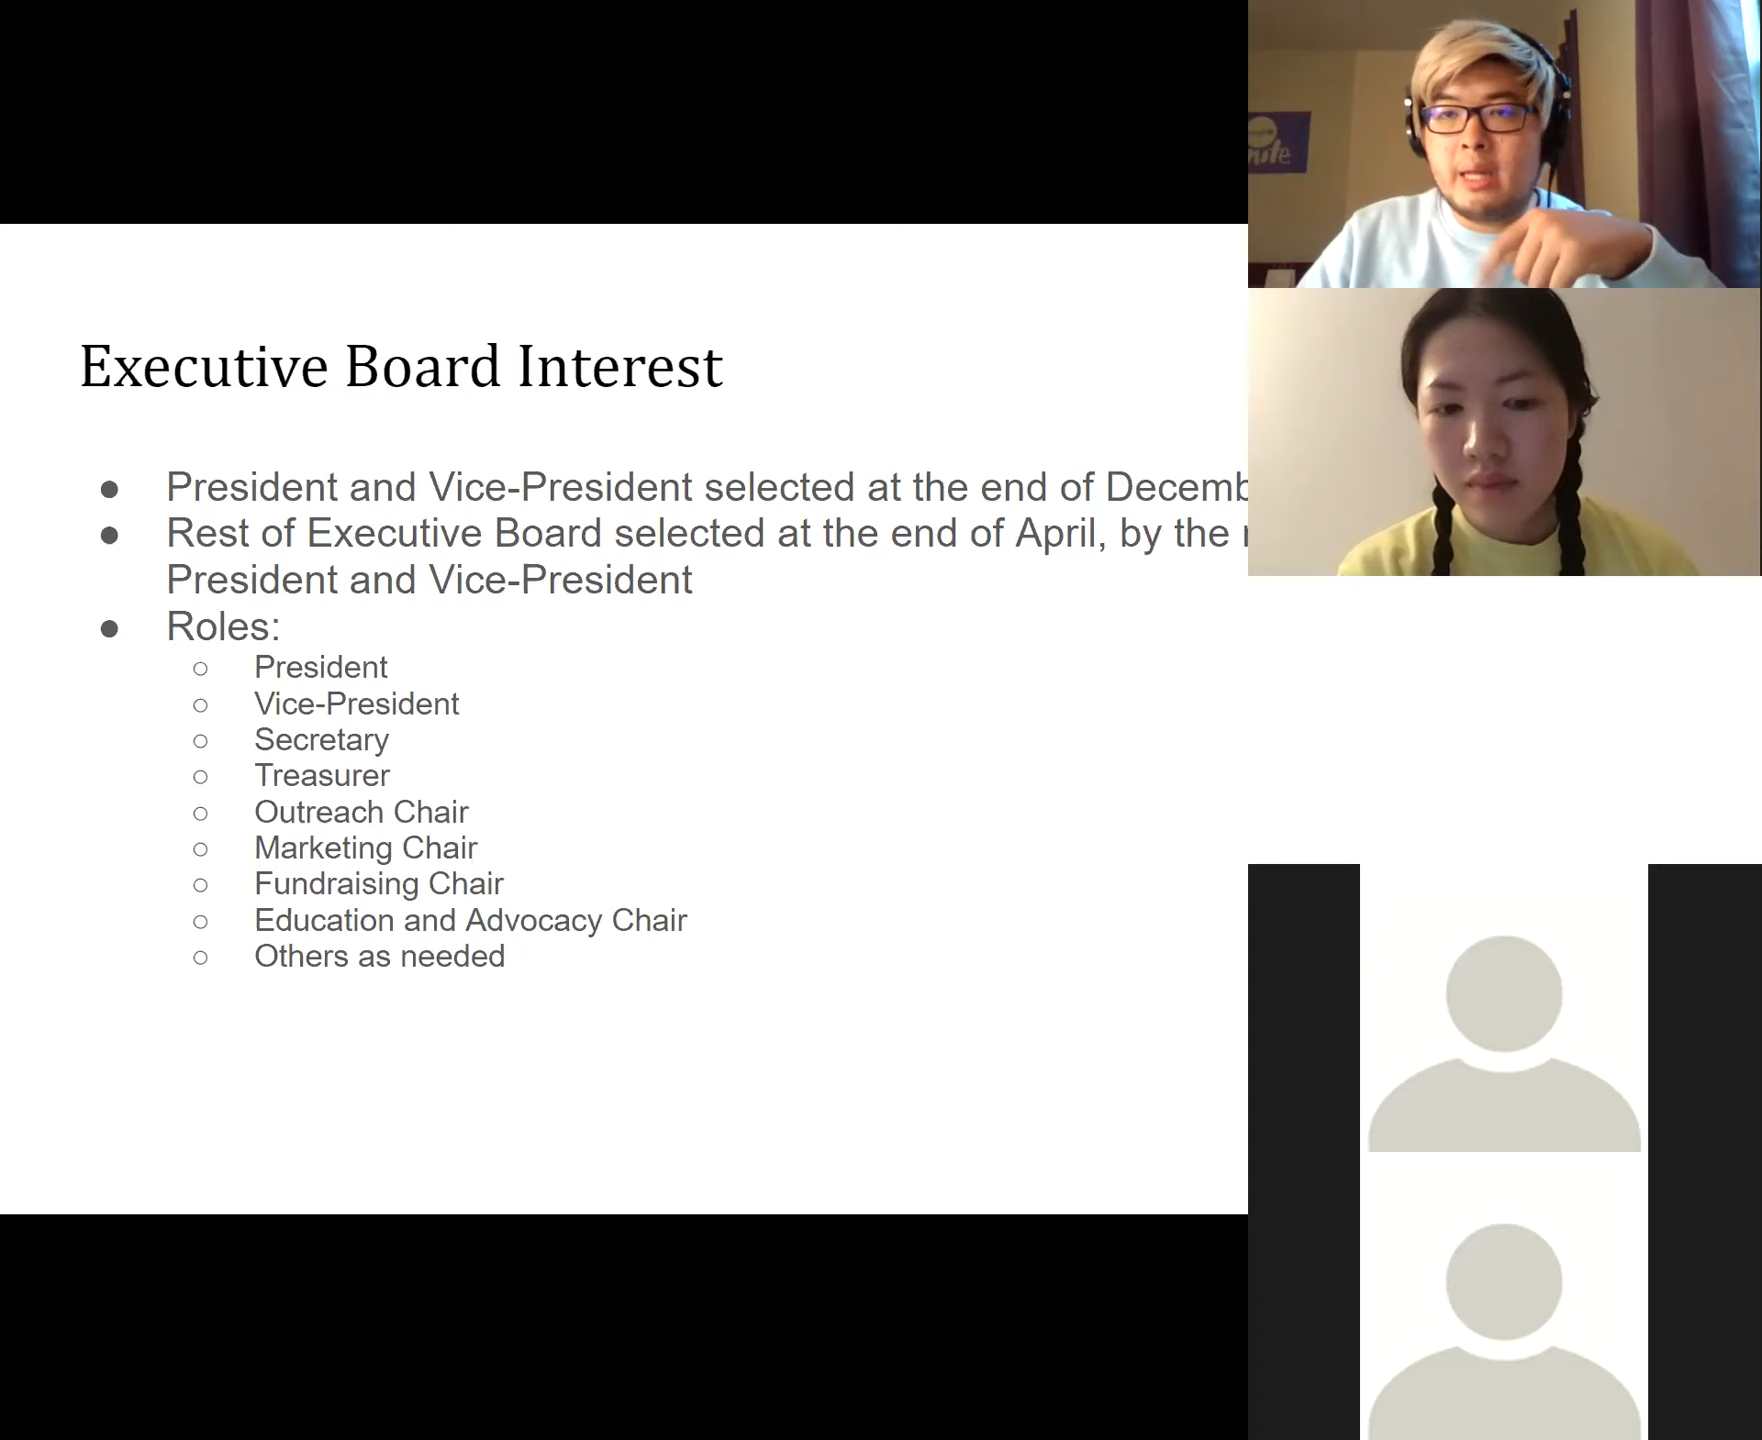 Executive Board Interest
● President and Vice-President selected at the end of
● Rest of Executive Board selected at the end of April, by the
President and Vice-President
● Roles:
○ President
○ Vice-President
○ Secretary
○ Treasurer
○ Outreach Chair
○ Marketing Chair
○ Fundraising Chair
○ Education and Advocacy Chair
○ Others as needed